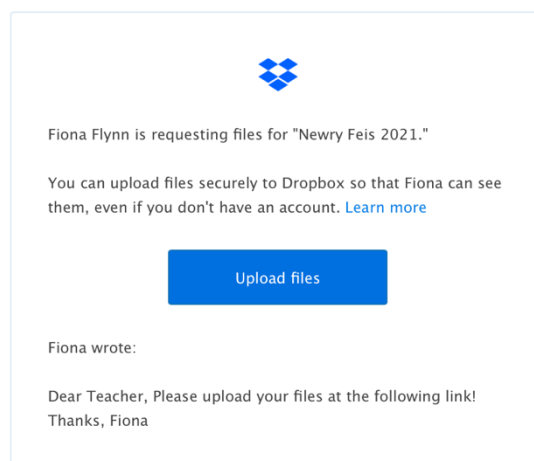 Fiona Flynn is requesting files for "Newry Feis 2021."
You can upload files securely to Dropbox so that Fiona can see
them, even if you don't have an account. Learn more
Upload files
Fiona wrote:
Dear Teacher, Please upload your files at the following link!
Thanks, Fiona